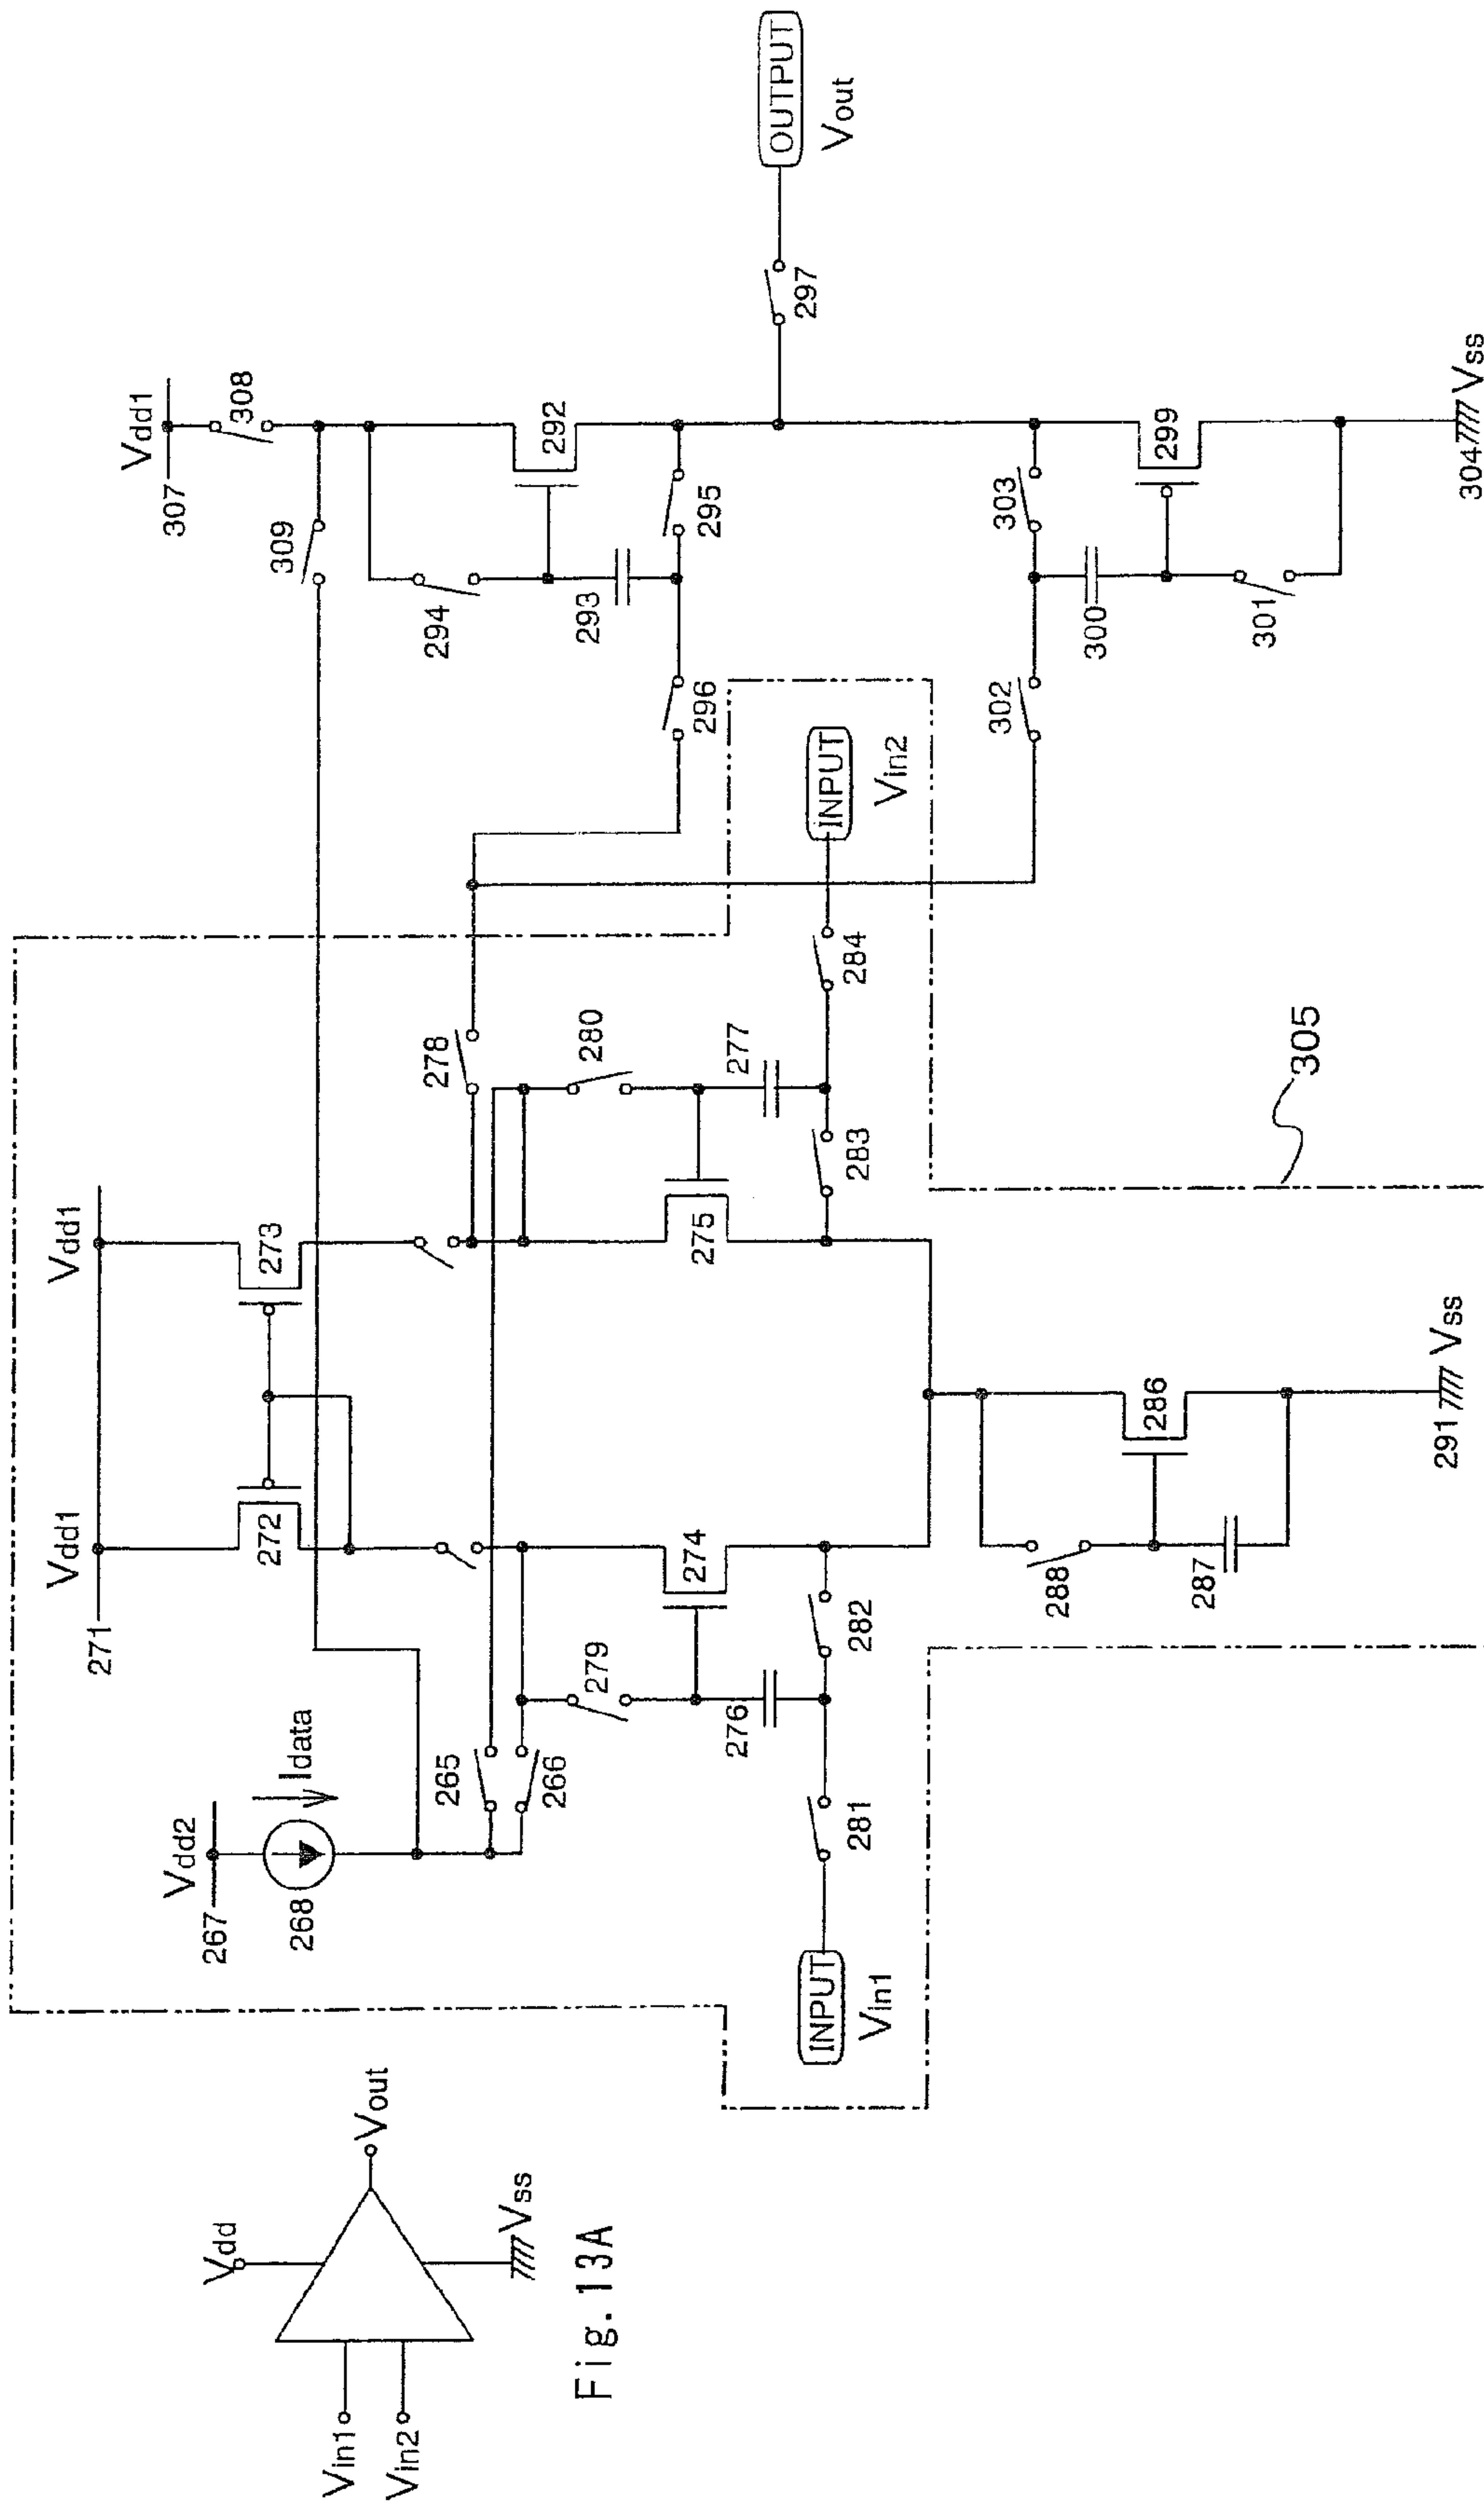 Vdd
Vin1
Vin2
Vout
Vss
Fig. 13A
Vdd2
267
268
Idata
Vdd1
Vdd1
271
272
273
265
266
279
274
276
281
282
INPUT
Vin1
278
280
275
277
283
284
INPUT
Vin2
288
286
287
291
Vss
305
Vdd1
307
308
309
294
292
293
295
296
297
OUTPUT
Vout
302
303
300
299
301
304
Vss